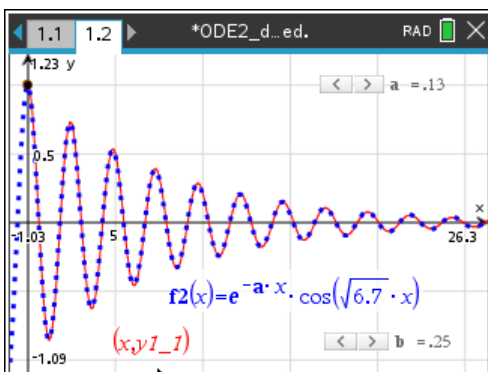 1.1 1.2 *ODE2_d...ed. RAD
1.23 y
a =.13
0.5
x
-1.03 5 26.3
f2(x)=e^-a·x·cos(√6.7·x)
(x,y1_1)
b =.25
-1.09